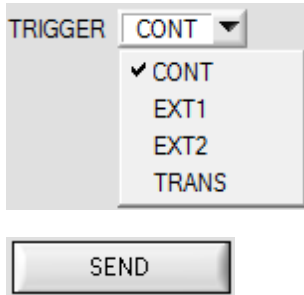 TRIGGER CONT
CONT
EXT1
EXT2
TRANS
SEND